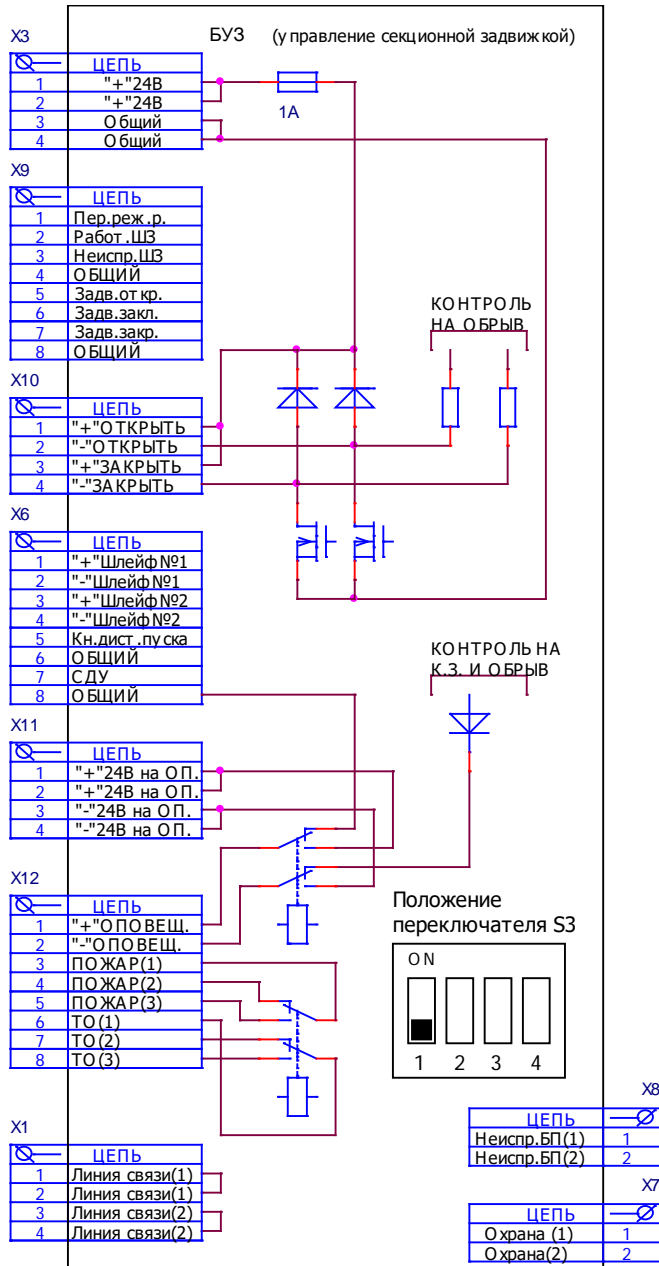 БУЗ (управление секционной задвижкой)
X3
ЦЕПЬ
1 "+"24В
2 "+"24В
3 Общий
4 Общий
1А
X9
ЦЕПЬ
1 Пер.реж.р.
2 Работ.ШЗ
3 Неиспр.ШЗ
4 ОБЩИЙ
5 Задв.откр.
6 Задв.закл.
7 Задв.закр.
8 ОБЩИЙ
КОНТРОЛЬ
НА ОБРЫВ
X10
ЦЕПЬ
1 "+"ОТКРЫТЬ
2 "-"ОТКРЫТЬ
3 "+"ЗАКРЫТЬ
4 "-"ЗАКРЫТЬ
X6
ЦЕПЬ
1 "+"Шлейф№1
2 "-"Шлейф№1
3 "+"Шлейф№2
4 "-"Шлейф№2
5 Кн.дист.пуска
6 ОБЩИЙ
7 СДУ
8 ОБЩИЙ
КОНТРОЛЬ НА
К.З. И ОБРЫВ
X11
ЦЕПЬ
1 "+"24В на ОП.
2 "+"24В на ОП.
3 "-"24В на ОП.
4 "-"24В на ОП.
X12
ЦЕПЬ
1 "+"ОПОВЕЩ.
2 "-"ОПОВЕЩ.
3 ПОЖАР(1)
4 ПОЖАР(2)
5 ПОЖАР(3)
6 ТО(1)
7 ТО(2)
8 ТО(3)
Положение
переключателя S3
ON
1 2 3 4
X1
ЦЕПЬ
1 Линия связи(1)
2 Линия связи(1)
3 Линия связи(2)
4 Линия связи(2)
X8
ЦЕПЬ
Неиспр.БП(1) 1
Неиспр.БП(2) 2
X7
ЦЕПЬ
Охрана (1) 1
Охрана(2) 2